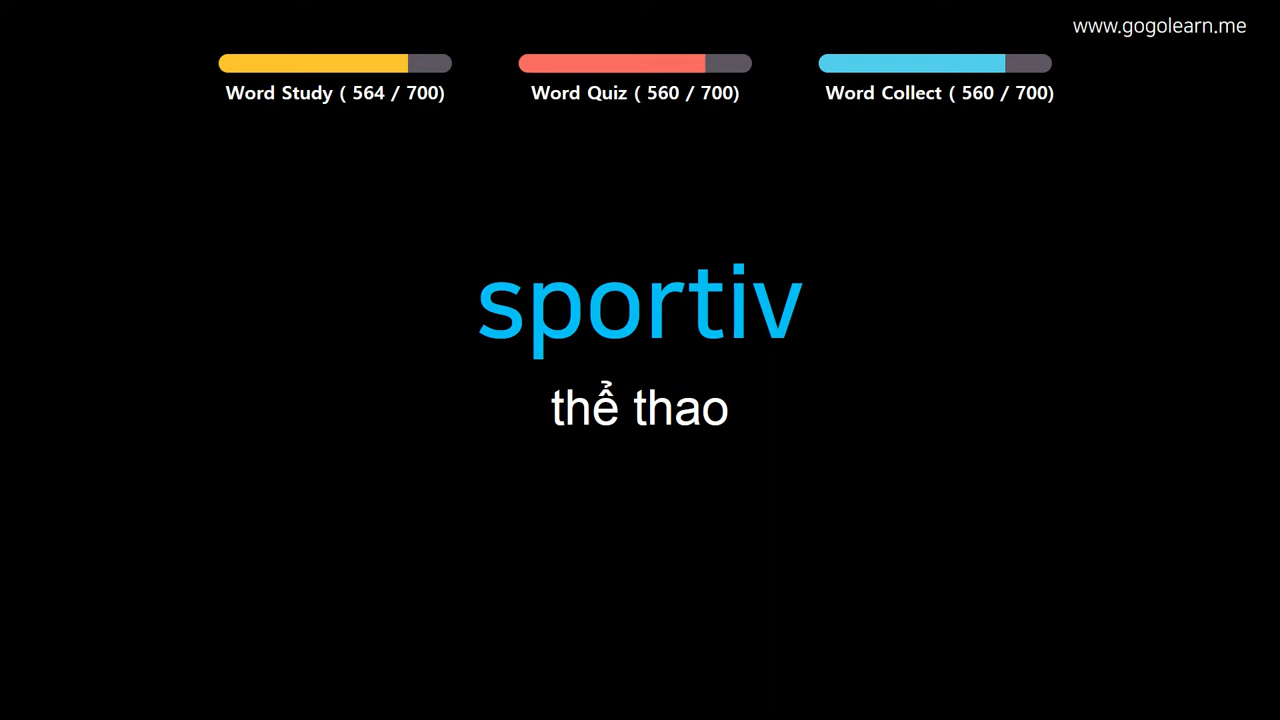 www.gogolearn.me
Word Study ( 564 / 700)
Word Quiz ( 560 / 700)
Word Collect ( 560 / 700)
sportiv
thể thao